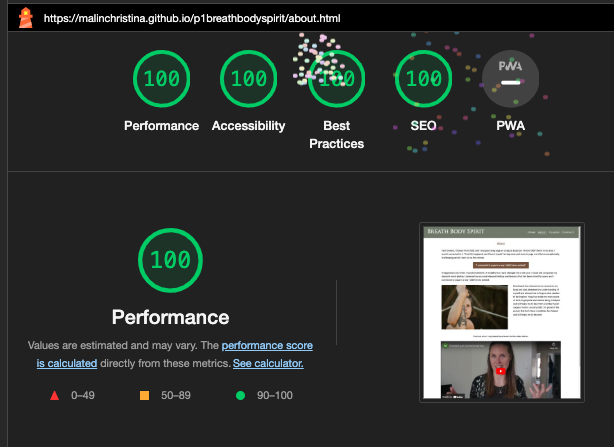 https://malinchristina.github.io/p1breathbodyspirit/about.html
100 100 100 100 PWA
Performance Accessibility Best Practices SEO PWA
100
Performance
Values are estimated and may vary. The performance score
is calculated directly from these metrics. See calculator.
0–49 50–89 90–100
BREATH BODY SPIRIT